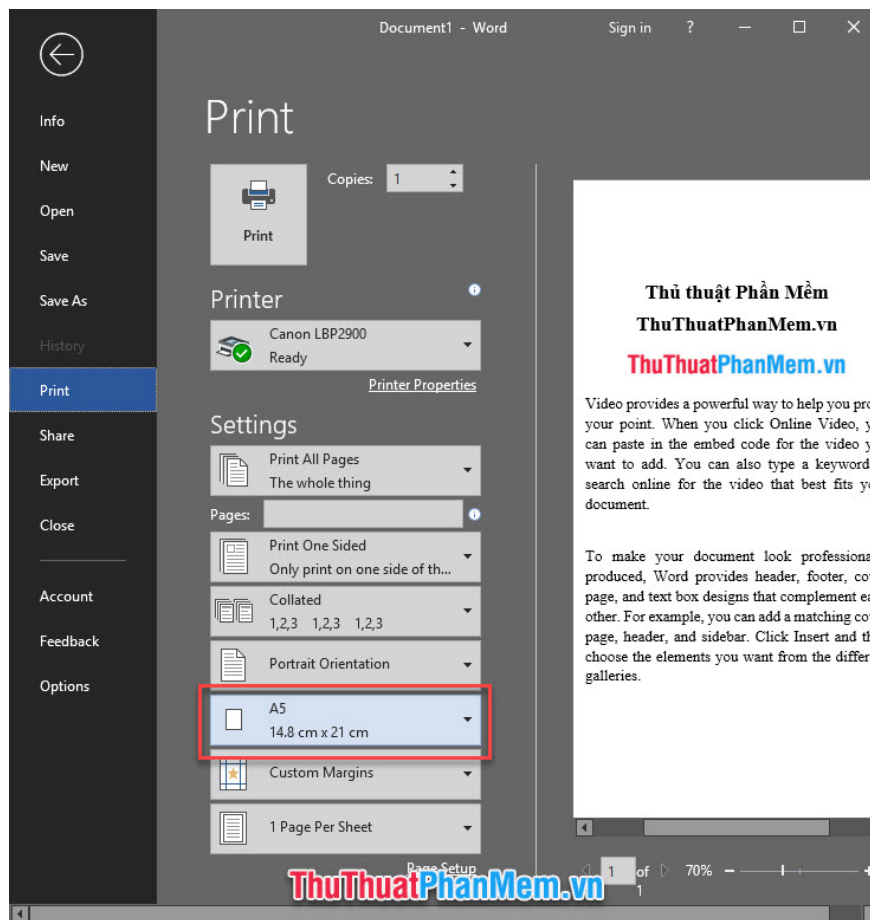 Document1 - Word
Sign in
?
Info
New
Open
Save
Save As
History
Print
Share
Export
Close
Account
Feedback
Options
Print
Print
Copies:
1
Printer
Canon LBP2900
Ready
Printer Properties
Settings
Print All Pages
The whole thing
Pages:
Print One Sided
Only print on one side of th...
Collated
1,2,3 1,2,3 1,2,3
Portrait Orientation
A5
14.8 cm x 21 cm
Custom Margins
1 Page Per Sheet
Page Setup
Thủ thuật Phần Mềm
ThuThuatPhanMem.vn
ThuThuatPhanMem.vn
Video provides a powerful way to help you pro
your point. When you click Online Video, y
can paste in the embed code for the video y
want to add. You can also type a keyword
search online for the video that best fits yo
document.
To make your document look professiona
produced, Word provides header, footer, cov
page, and text box designs that complement ea
other. For example, you can add a matching cov
page, header, and sidebar. Click Insert and th
choose the elements you want from the differ
galleries.
1 of 1
70%
ThuThuatPhanMem.vn